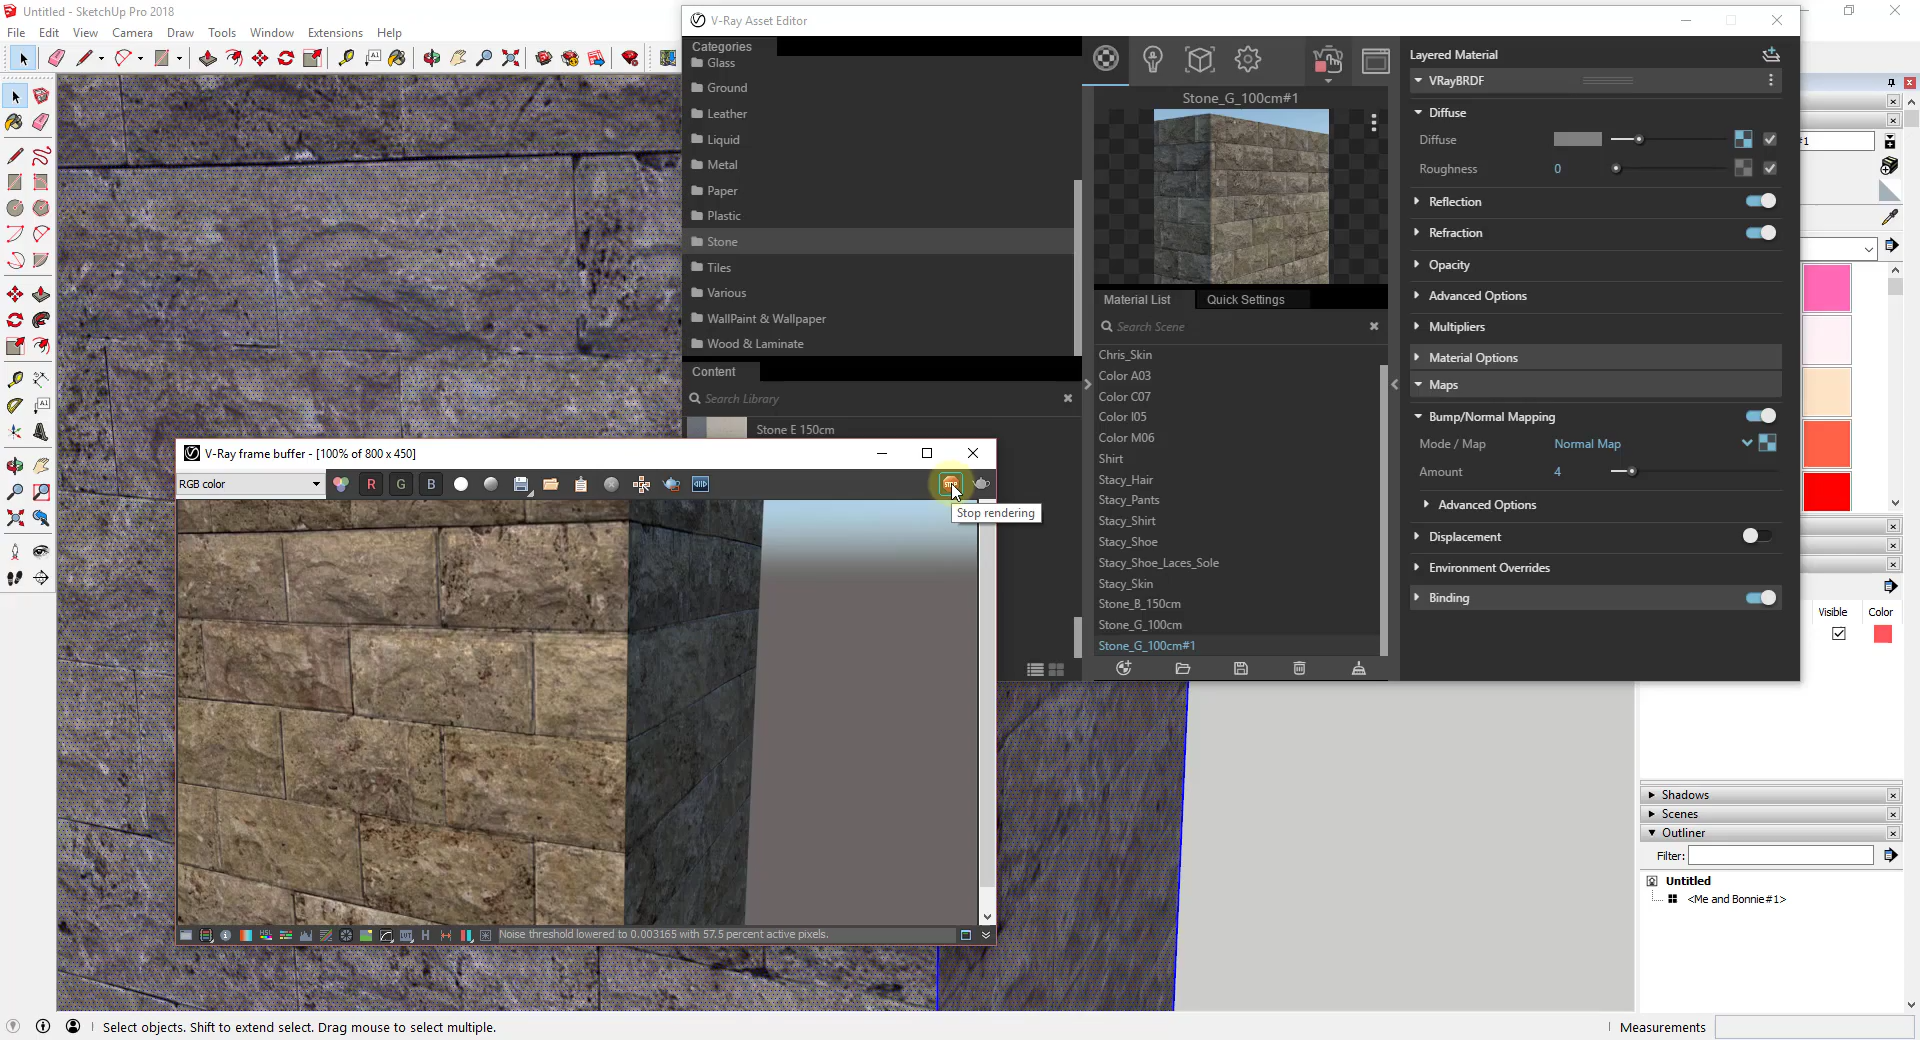 Untitled - SketchUp Pro 2018
File Edit View Camera Draw Tools Window Extensions Help
V-Ray Asset Editor
Categories
Glass
Ground
Leather
Liquid
Metal
Paper
Plastic
Stone
Tiles
Various
WallPaint & Wallpaper
Wood & Laminate
Content
Search Library
Stone E 150cm
Stone_G_100cm#1
Material List Quick Settings
Search Scene
Chris_Skin
Color A03
Color C07
Color I05
Color M06
Shirt
Stacy_Hair
Stacy_Pants
Stacy_Shirt
Stacy_Shoe
Stacy_Shoe_Laces_Sole
Stacy_Skin
Stone_B_150cm
Stone_G_100cm
Stone_G_100cm#1
Layered Material
VRayBRDF
Diffuse
Diffuse
Roughness 0
Reflection
Refraction
Opacity
Advanced Options
Multipliers
Material Options
Maps
Bump/Normal Mapping
Mode / Map Normal Map
Amount 4
Advanced Options
Displacement
Environment Overrides
Binding
V-Ray frame buffer - [100% of 800 x 450]
RGB color R G B
STOP
Stop rendering
Noise threshold lowered to 0.003165 with 57.5 percent active pixels.
#1
Visible Color
Shadows
Scenes
Outliner
Filter:
Untitled
<Me and Bonnie#1>
Select objects. Shift to extend select. Drag mouse to select multiple.
Measurements